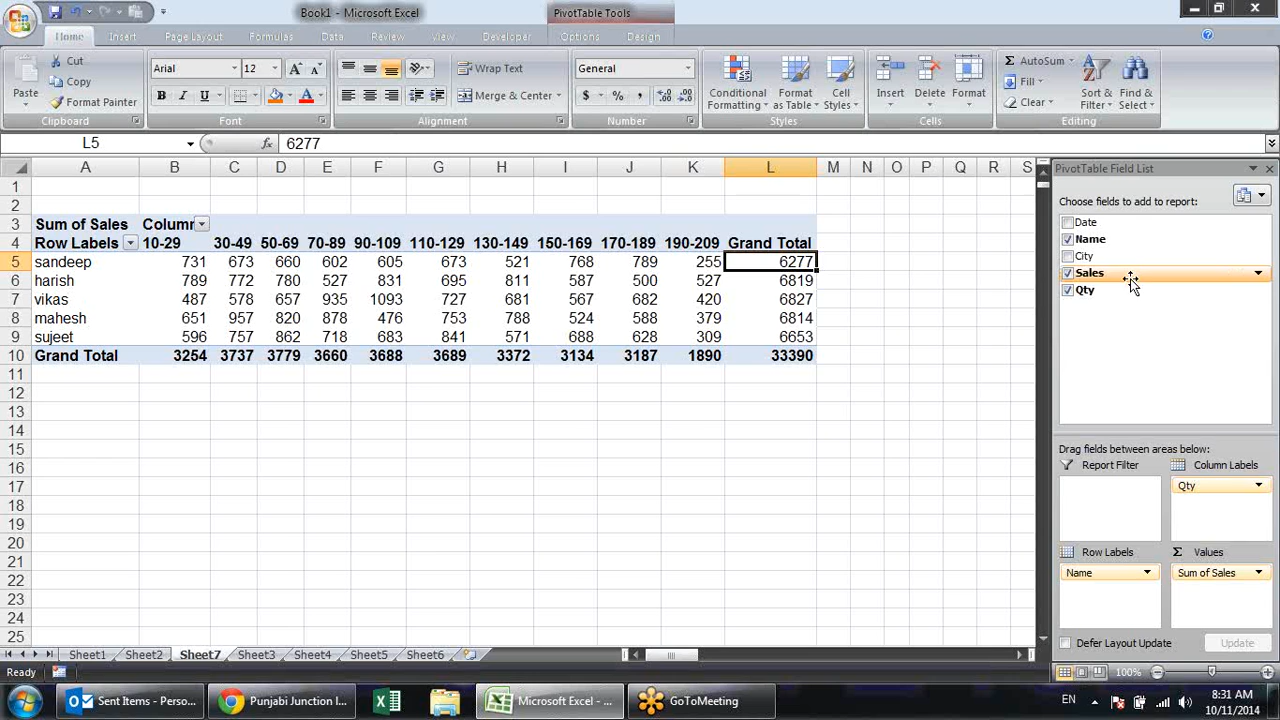 Book1 - Microsoft Excel
PivotTable Tools
Home Insert Page Layout Formulas Data Review View Developer Options Design
Paste
Cut
Copy
Format Painter
Clipboard
Arial 12
B I U
Font
Wrap Text
Merge & Center
Alignment
General
$ % ,
Number
Conditional Formatting
Format as Table
Cell Styles
Styles
Insert Delete Format
Cells
AutoSum
Fill
Clear
Sort & Filter
Find & Select
Editing
L5 fx 6277
A B C D E F G H I J K L M N O P Q R S
1
2
3 Sum of Sales Column
4 Row Labels 10-29 30-49 50-69 70-89 90-109 110-129 130-149 150-169 170-189 190-209 Grand Total
5 sandeep 731 673 660 602 605 673 521 768 789 255 6277
6 harish 789 772 780 527 831 695 811 587 500 527 6819
7 vikas 487 578 657 935 1093 727 681 567 682 420 6827
8 mahesh 651 957 820 878 476 753 788 524 588 379 6814
9 sujeet 596 757 862 718 683 841 571 688 628 309 6653
10 Grand Total 3254 3737 3779 3660 3688 3689 3372 3134 3187 1890 33390
11
12
13
14
15
16
17
18
19
20
21
22
23
24
25
PivotTable Field List
Choose fields to add to report:
Date
Name
City
Sales
Qty
Drag fields between areas below:
Report Filter
Column Labels
Qty
Row Labels
Σ Values
Name
Sum of Sales
Defer Layout Update
Update
Sheet1 Sheet2 Sheet7 Sheet3 Sheet4 Sheet5 Sheet6
Ready
100%
Sent Items - Perso...
Punjabi Junction I...
Microsoft Excel - ...
GoToMeeting
EN
8:31 AM
10/11/2014